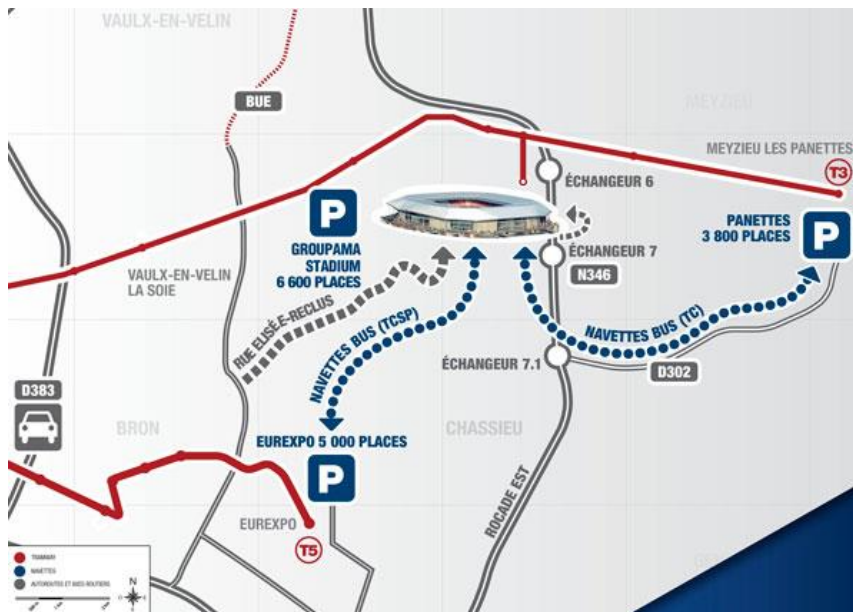 VAULX-EN-VELIN
BUE
MEYZIEU
MEYZIEU LES PANETTES
T3
ÉCHANGEUR 6
P
GROUPAMA
STADIUM
6 600 PLACES
PANETTES
3 800 PLACES
P
ÉCHANGEUR 7
N346
VAULX-EN-VELIN
LA SOIE
RUE ELISÉE-RECLUS
NAVETTES BUS (TCSP)
NAVETTES BUS (TC)
ÉCHANGEUR 7.1
D302
D383
BRON
CHASSIEU
EUREXPO 5 000 PLACES
P
ROCADE EST
EUREXPO
T5
TRAMWAY
NAVETTES
AUTOROUTES ET AXES ROUTIERS
N